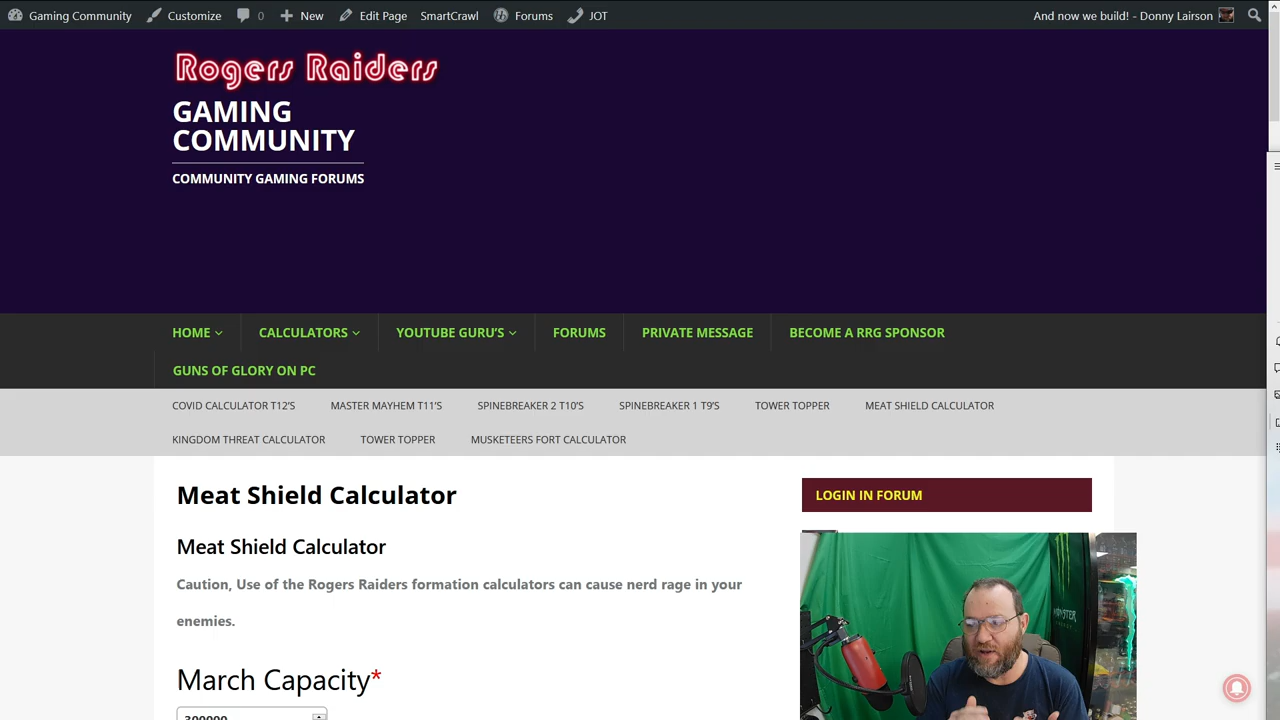 Gaming Community Customize 0 New Edit Page SmartCrawl Forums JOT And now we build! - Donny Lairson
Rogers Raiders
GAMING
COMMUNITY
COMMUNITY GAMING FORUMS
HOME CALCULATORS YOUTUBE GURU'S FORUMS PRIVATE MESSAGE BECOME A RRG SPONSOR
GUNS OF GLORY ON PC
COVID CALCULATOR T12'S MASTER MAYHEM T11'S SPINEBREAKER 2 T10'S SPINEBREAKER 1 T9'S TOWER TOPPER MEAT SHIELD CALCULATOR
KINGDOM THREAT CALCULATOR TOWER TOPPER MUSKETEERS FORT CALCULATOR
Meat Shield Calculator
LOGIN IN FORUM
Meat Shield Calculator
Caution, Use of the Rogers Raiders formation calculators can cause nerd rage in your
enemies.
March Capacity*
300000